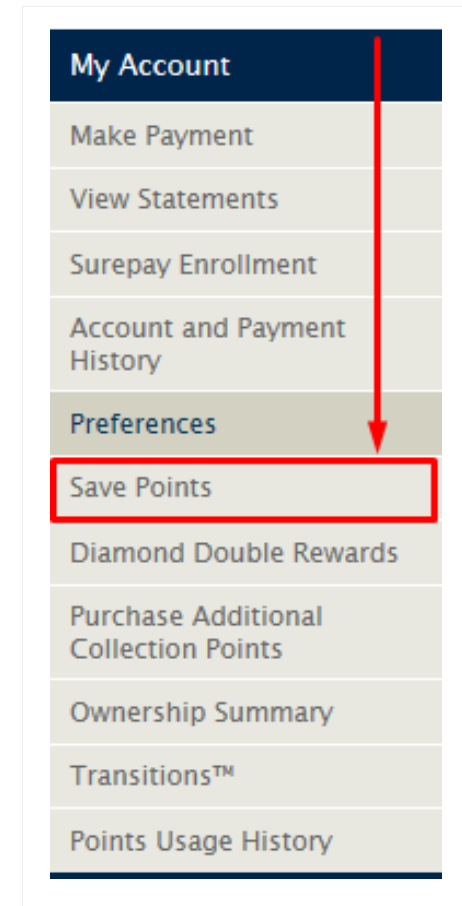 My Account
Make Payment
View Statements
Surepay Enrollment
Account and Payment
History
Preferences
Save Points
Diamond Double Rewards
Purchase Additional
Collection Points
Ownership Summary
Transitions™
Points Usage History